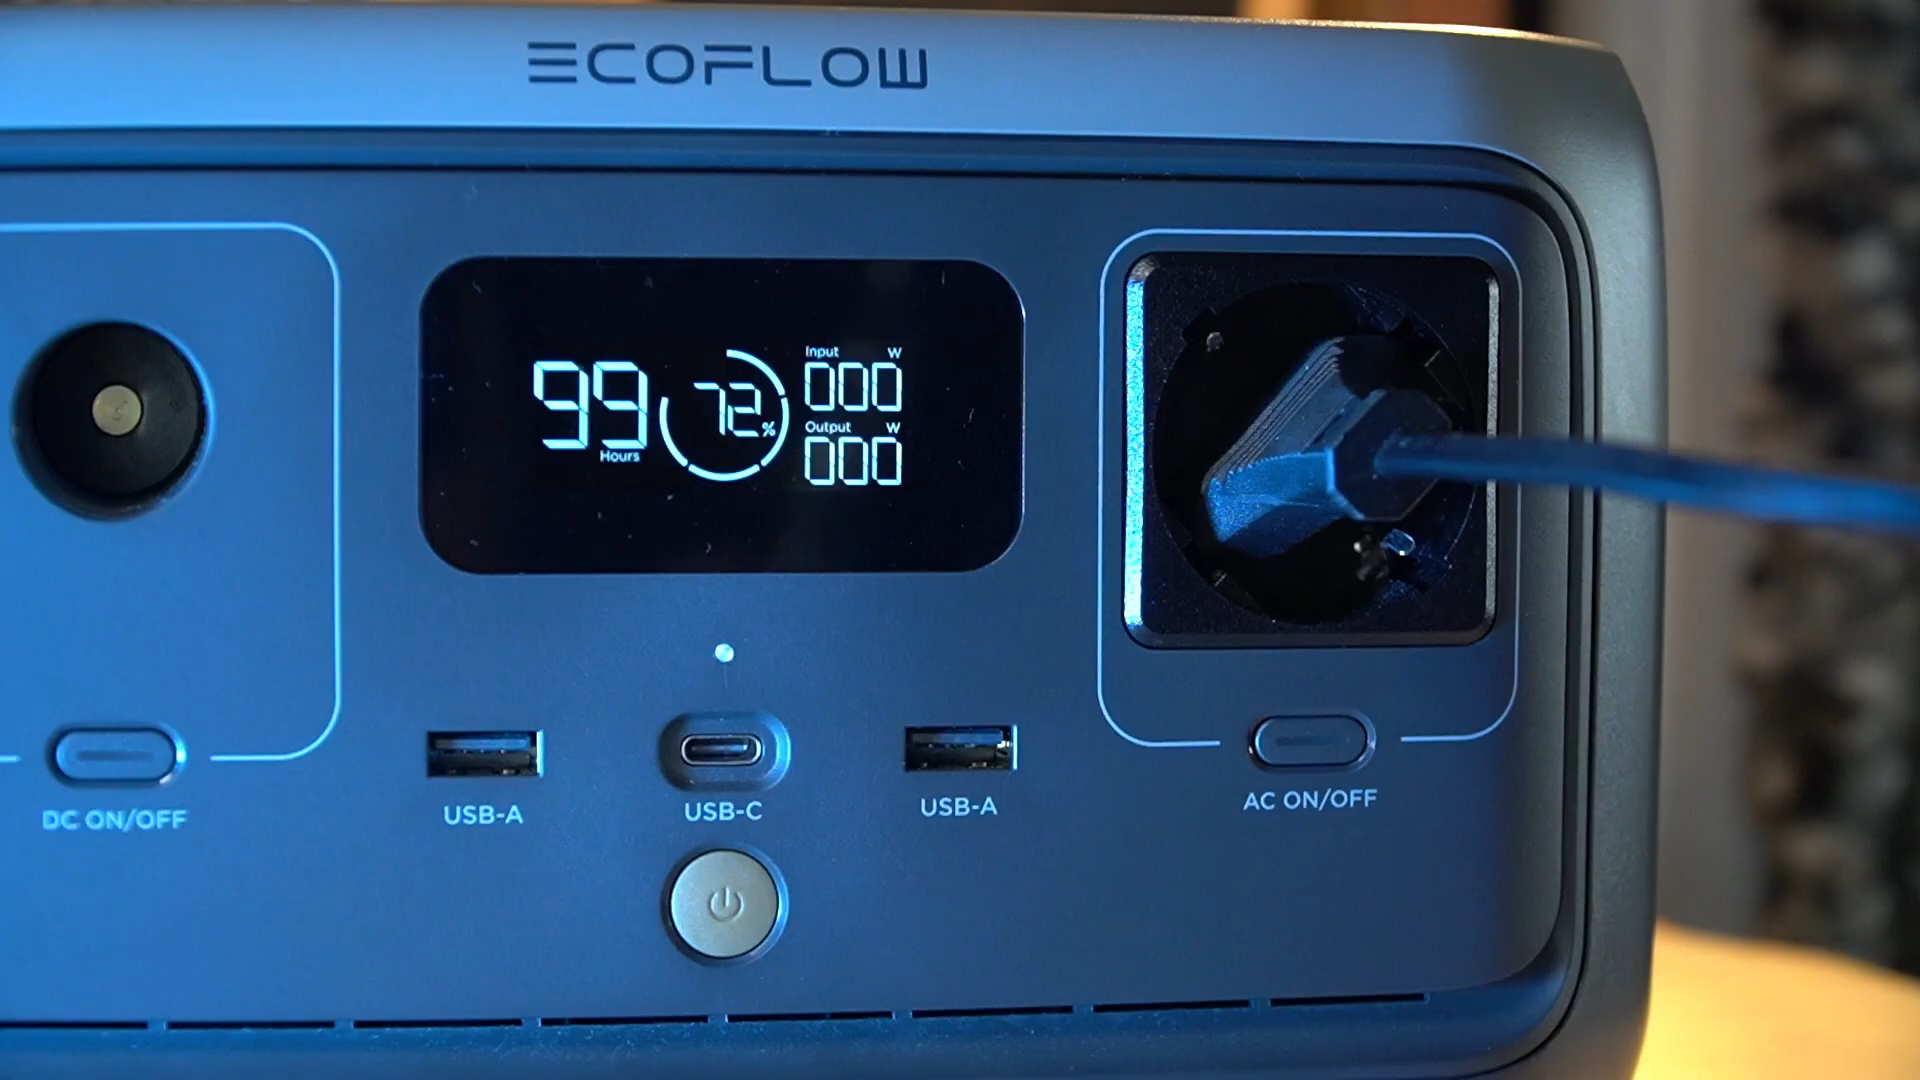 ECOFLOW
99
Hours
72%
Input W
000
Output W
000
DC ON/OFF
USB-A
USB-C
USB-A
AC ON/OFF